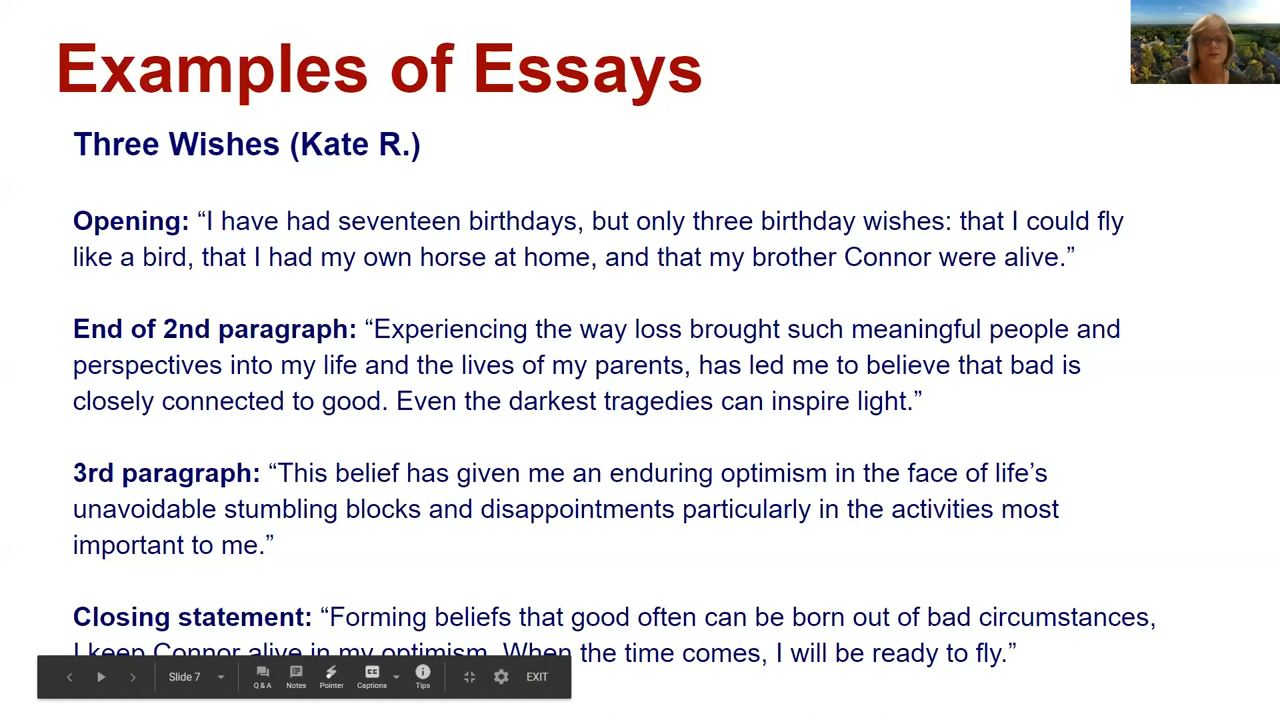 Examples of Essays
Three Wishes (Kate R.)
Opening: “I have had seventeen birthdays, but only three birthday wishes: that I could fly
like a bird, that I had my own horse at home, and that my brother Connor were alive.”
End of 2nd paragraph: “Experiencing the way loss brought such meaningful people and
perspectives into my life and the lives of my parents, has led me to believe that bad is
closely connected to good. Even the darkest tragedies can inspire light.”
3rd paragraph: “This belief has given me an enduring optimism in the face of life’s
unavoidable stumbling blocks and disappointments particularly in the activities most
important to me.”
Closing statement: “Forming beliefs that good often can be born out of bad circumstances,
I keep Connor alive in my optimism. When the time comes, I will be ready to fly.”
Slide 7 Q & A Notes Pointer Captions Tips EXIT